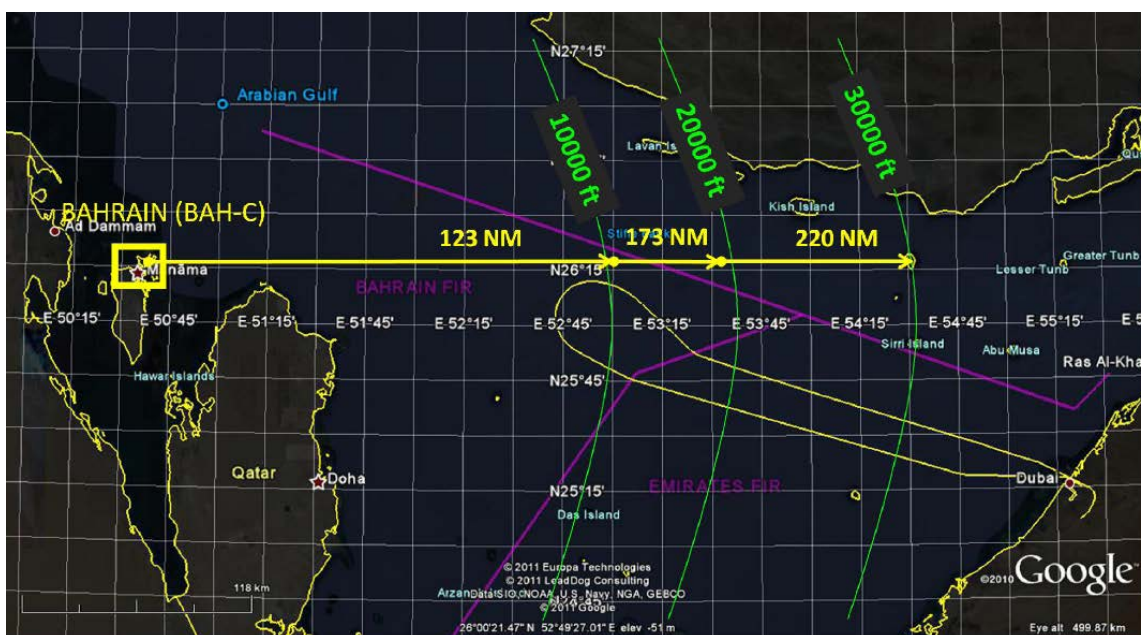 N27°15'
Arabian Gulf
10000 ft
20000 ft
30000 ft
Lavan Is
Kish Island
BAHRAIN (BAH-C)
Ad Dammam
123 NM
173 NM
220 NM
Manama
N26°15'
BAHRAIN FIR
Greater Tunb
Lesser Tunb
E 50°15'
E 50°45'
E 51°15'
E 51°45'
E 52°15'
E 52°45'
E 53°15'
E 53°45'
E 54°15'
E 54°45'
E 55°15'
Sirri Island
Abu Musa
Ras Al-Kha
Hawar Islands
N25°45'
Qatar
Doha
N25°15'
EMIRATES FIR
Dubai
Das Island
© 2011 Europa Technologies
© 2011 LeadDog Consulting
Data SIO, NOAA, U.S. Navy, NGA, GEBCO
© 2011 Google
©2010 Google
118 km
26°00'21.47" N 52°49'27.01" E elev -51 m
Eye alt 499.87 km